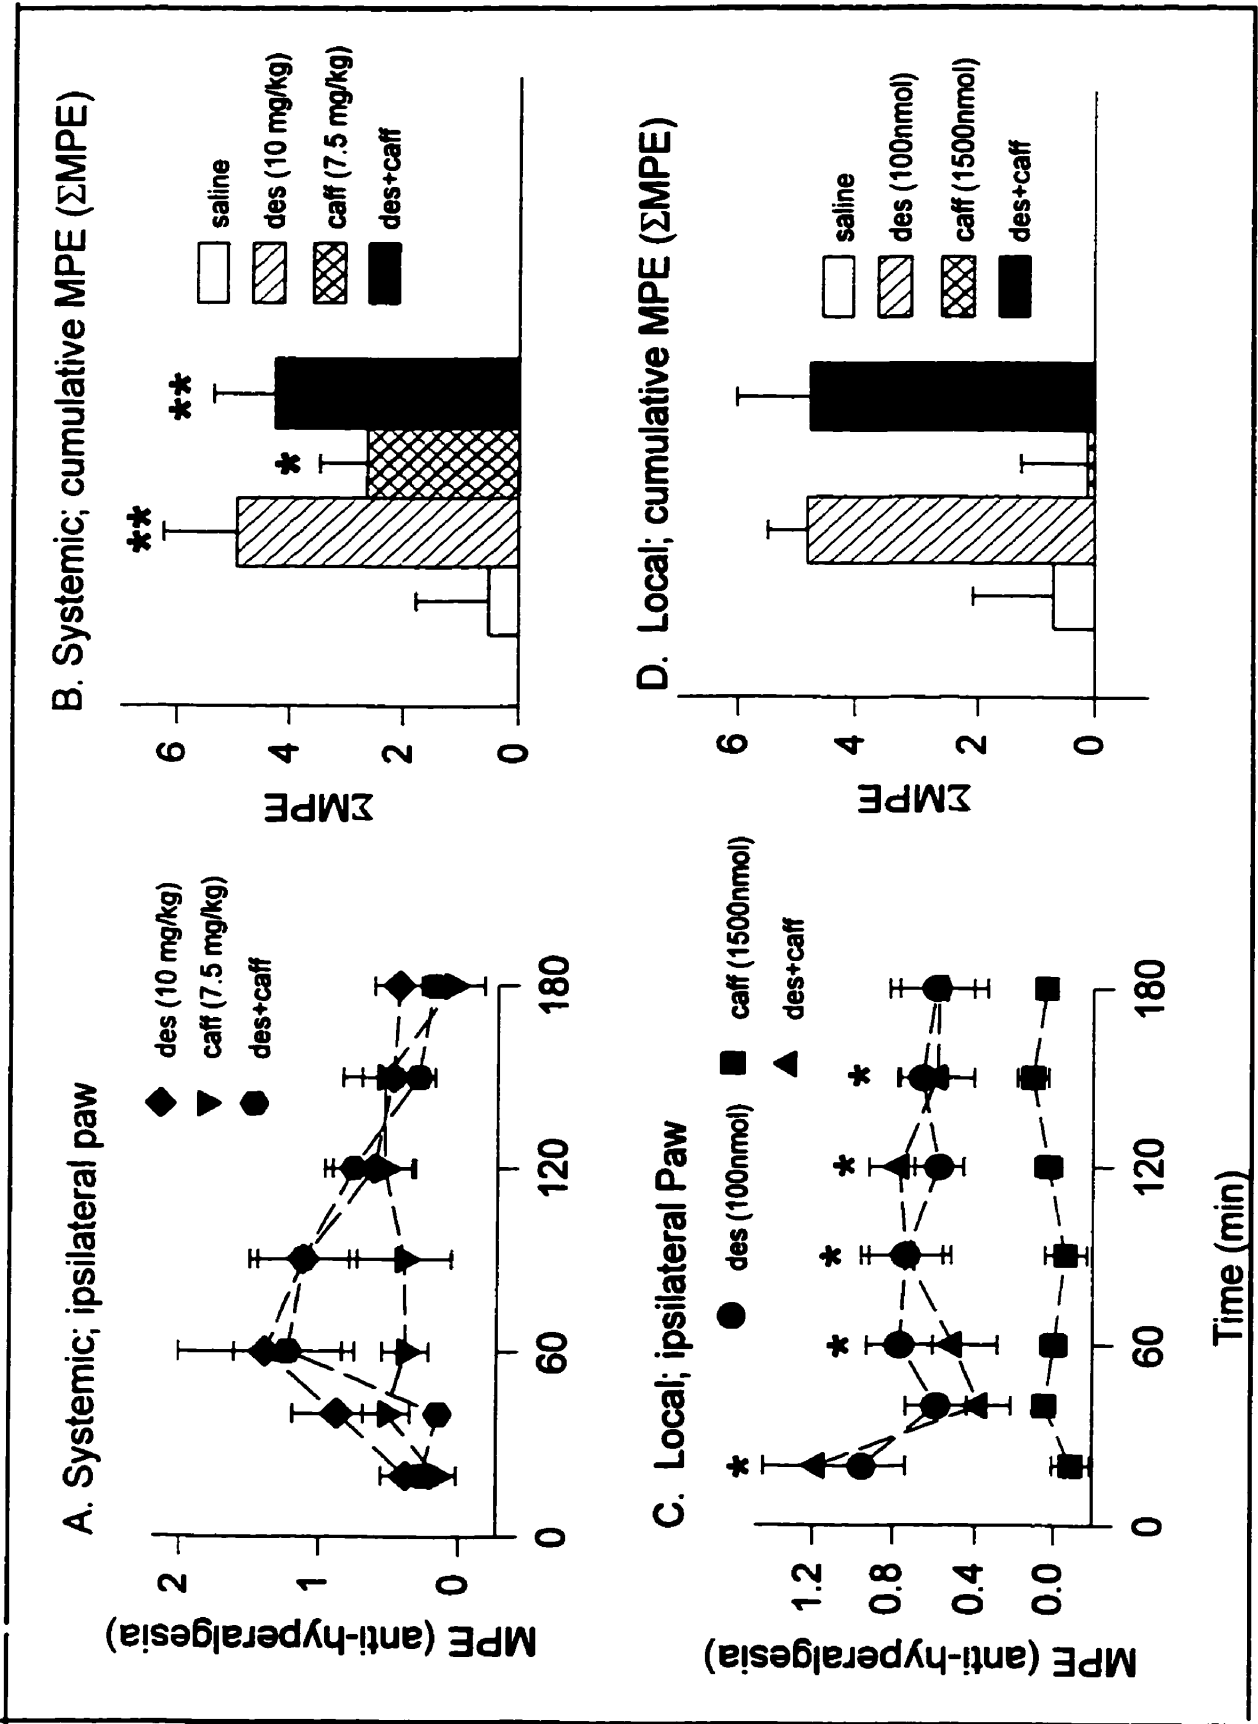 A. Systemic; ipsilateral paw
des (10 mg/kg)
caff (7.5 mg/kg)
des+caff
MPE (anti-hyperalgesia)
2
1
0
0
60
120
180
B. Systemic; cumulative MPE (ΣMPE)
ΣMPE
6
4
2
0
**
*
**
saline
des (10 mg/kg)
caff (7.5 mg/kg)
des+caff
C. Local; ipsilateral Paw
des (100nmol)
caff (1500nmol)
des+caff
MPE (anti-hyperalgesia)
1.2
0.8
0.4
0.0
*
*
*
*
*
0
60
120
180
Time (min)
D. Local; cumulative MPE (ΣMPE)
ΣMPE
6
4
2
0
saline
des (100nmol)
caff (1500nmol)
des+caff